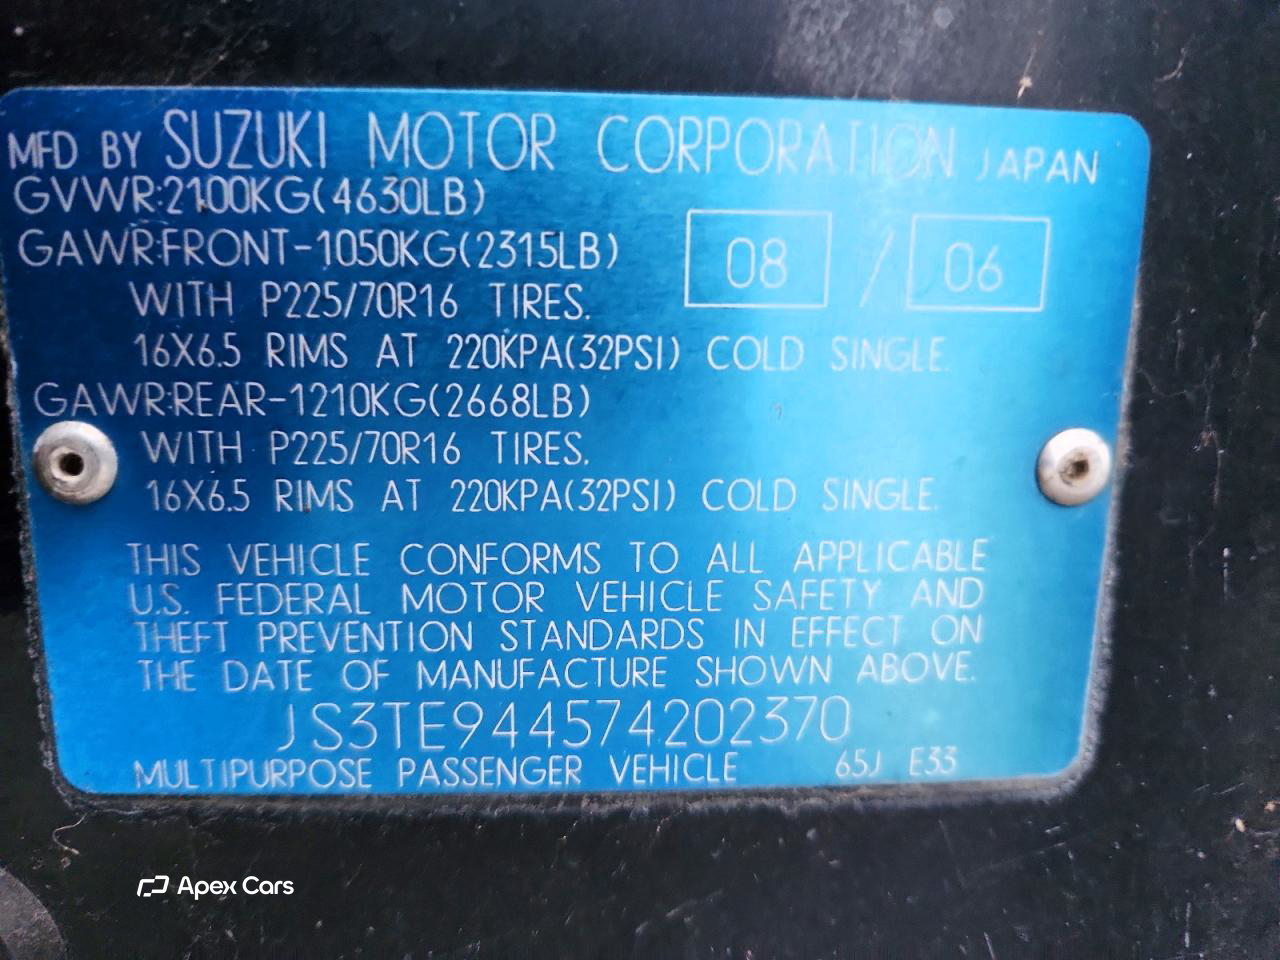 MFD BY SUZUKI MOTOR CORPORATION JAPAN
GVWR:2100KG(4630LB)
GAWR:FRONT-1050KG(2315LB)
08 / 06
WITH P225/70R16 TIRES.
16X6.5 RIMS AT 220KPA(32PSI) COLD SINGLE.
GAWR:REAR-1210KG(2668LB)
WITH P225/70R16 TIRES.
16X6.5 RIMS AT 220KPA(32PSI) COLD SINGLE.
THIS VEHICLE CONFORMS TO ALL APPLICABLE
U.S. FEDERAL MOTOR VEHICLE SAFETY AND
THEFT PREVENTION STANDARDS IN EFFECT ON
THE DATE OF MANUFACTURE SHOWN ABOVE.
JS3TE944574202370
MULTIPURPOSE PASSENGER VEHICLE 65J E33
Apex Cars